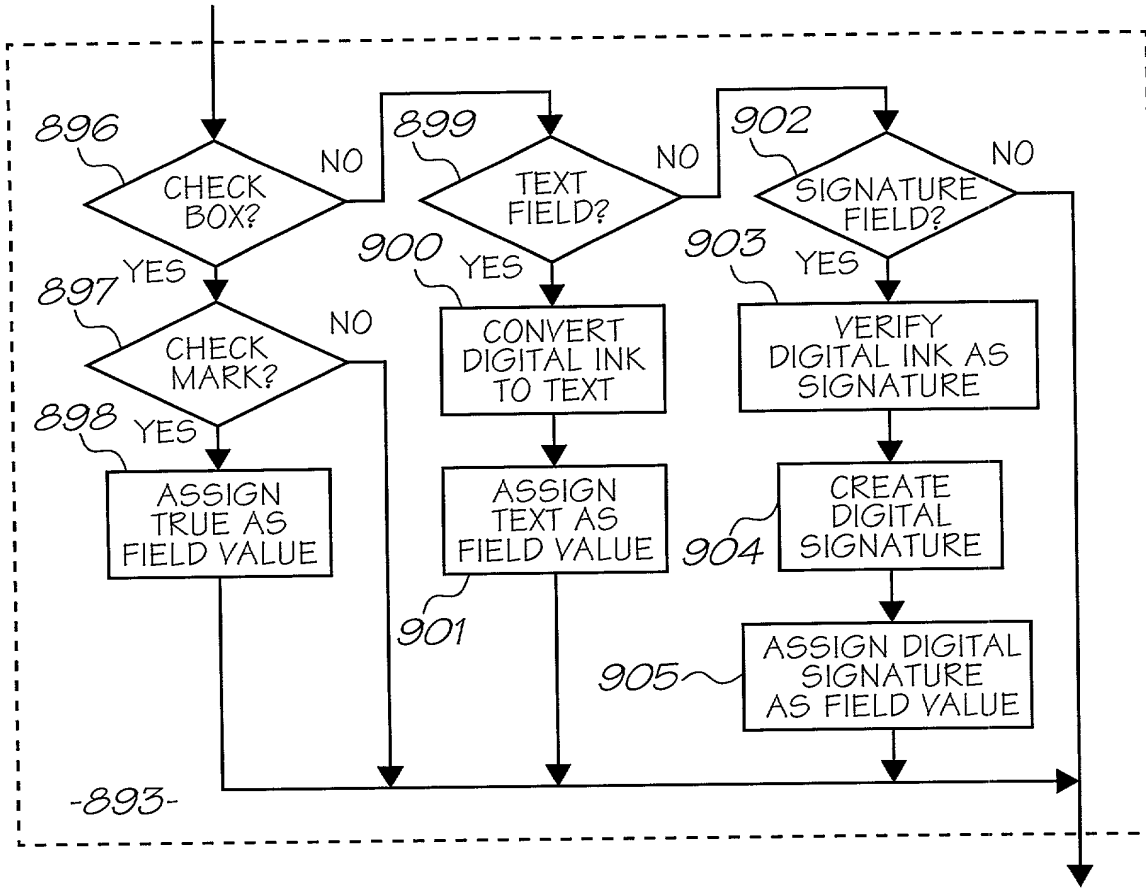 896
CHECK
BOX?
NO
YES
897
CHECK
MARK?
NO
YES
898
ASSIGN
TRUE AS
FIELD VALUE
899
TEXT
FIELD?
NO
YES
900
CONVERT
DIGITAL INK
TO TEXT
ASSIGN
TEXT AS
FIELD VALUE
901
902
SIGNATURE
FIELD?
NO
YES
903
VERIFY
DIGITAL INK AS
SIGNATURE
CREATE
DIGITAL
SIGNATURE
904
ASSIGN DIGITAL
SIGNATURE
AS FIELD VALUE
905
-893-